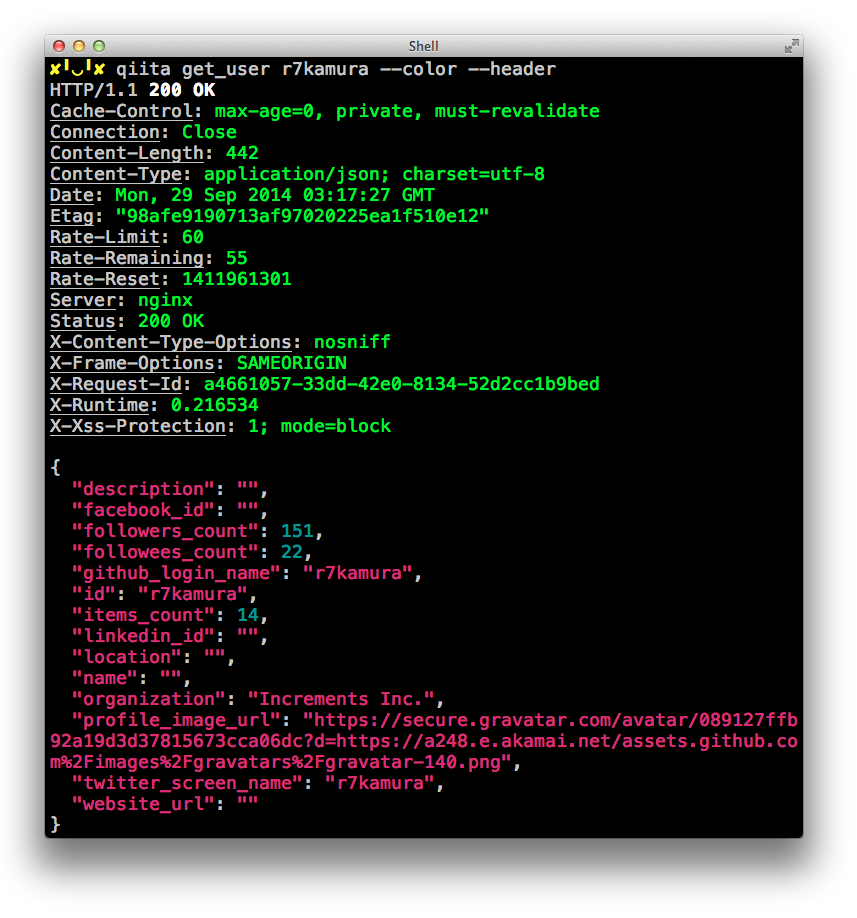 Shell
✘╹◡╹✘ qiita get_user r7kamura --color --header
HTTP/1.1 200 OK
Cache-Control: max-age=0, private, must-revalidate
Connection: Close
Content-Length: 442
Content-Type: application/json; charset=utf-8
Date: Mon, 29 Sep 2014 03:17:27 GMT
Etag: "98afe9190713af97020225ea1f510e12"
Rate-Limit: 60
Rate-Remaining: 55
Rate-Reset: 1411961301
Server: nginx
Status: 200 OK
X-Content-Type-Options: nosniff
X-Frame-Options: SAMEORIGIN
X-Request-Id: a4661057-33dd-42e0-8134-52d2cc1b9bed
X-Runtime: 0.216534
X-Xss-Protection: 1; mode=block
{
  "description": "",
  "facebook_id": "",
  "followers_count": 151,
  "followees_count": 22,
  "github_login_name": "r7kamura",
  "id": "r7kamura",
  "items_count": 14,
  "linkedin_id": "",
  "location": "",
  "name": "",
  "organization": "Increments Inc.",
  "profile_image_url": "https://secure.gravatar.com/avatar/089127ffb
92a19d3d37815673cca06dc?d=https://a248.e.akamai.net/assets.github.co
m%2Fimages%2Fgravatars%2Fgravatar-140.png",
  "twitter_screen_name": "r7kamura",
  "website_url": ""
}